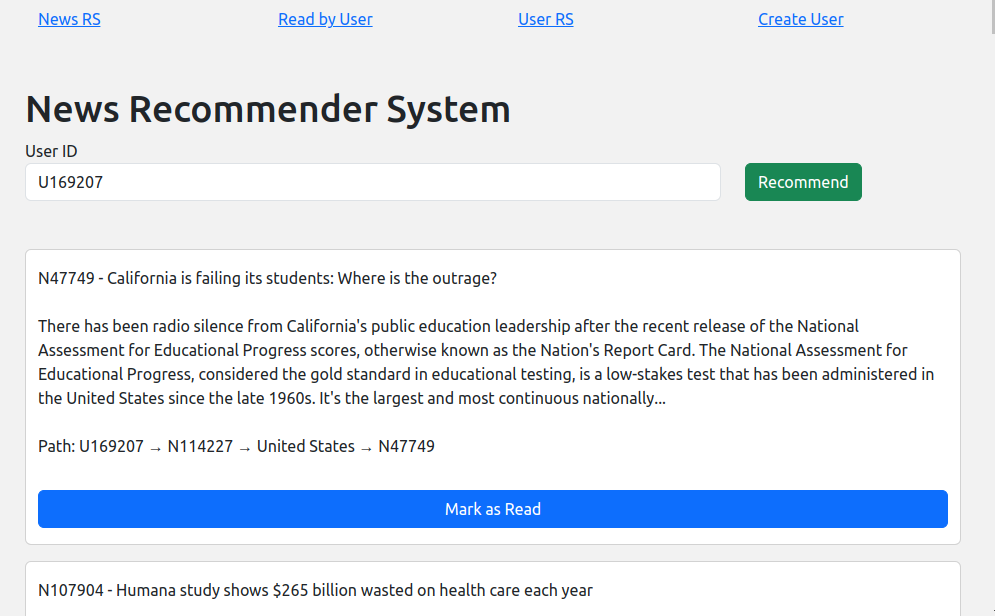 News RS
Read by User
User RS
Create User
News Recommender System
User ID
U169207
Recommend
N47749 - California is failing its students: Where is the outrage?
There has been radio silence from California's public education leadership after the recent release of the National
Assessment for Educational Progress scores, otherwise known as the Nation's Report Card. The National Assessment for
Educational Progress, considered the gold standard in educational testing, is a low-stakes test that has been administered in
the United States since the late 1960s. It's the largest and most continuous nationally...
Path: U169207 → N114227 → United States → N47749
Mark as Read
N107904 - Humana study shows $265 billion wasted on health care each year